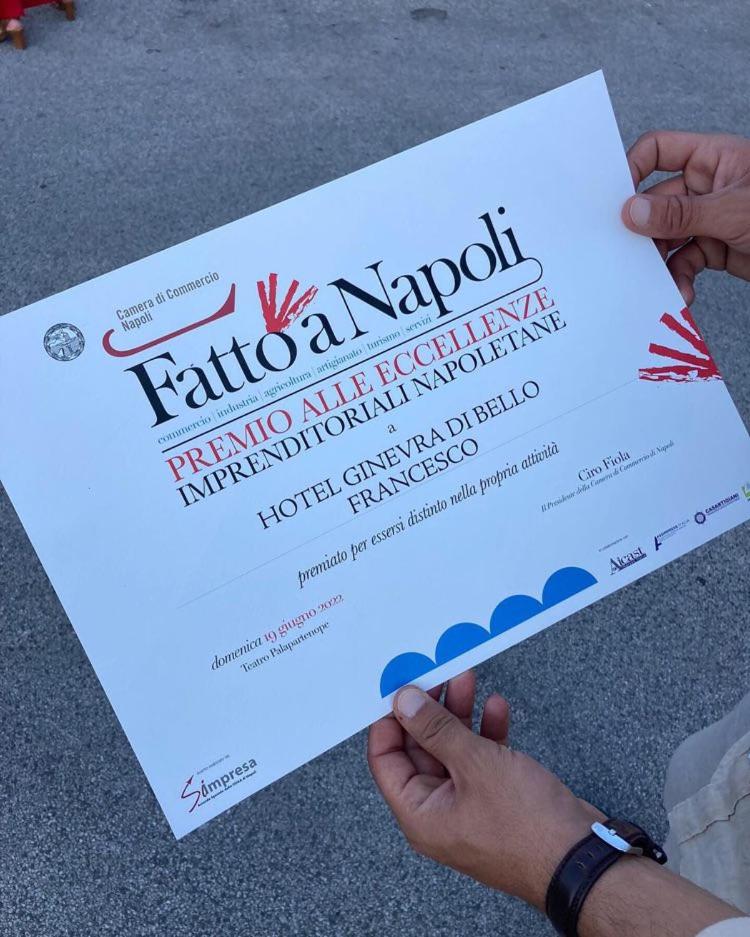 Camera di Commercio
Napoli
Fatto a Napoli
commercio | industria | agricoltura | artigianato | turismo | servizi
PREMIO ALLE ECCELLENZE
IMPRENDITORIALI NAPOLETANE
a
HOTEL GINEVRA DI BELLO
FRANCESCO
premiato per essersi distinto nella propria attività
Ciro Fiola
Il Presidente della Camera di Commercio di Napoli
domenica 19 giugno 2022
Teatro Palapartenope
Aicast
CASARTIGIANI
S.impresa